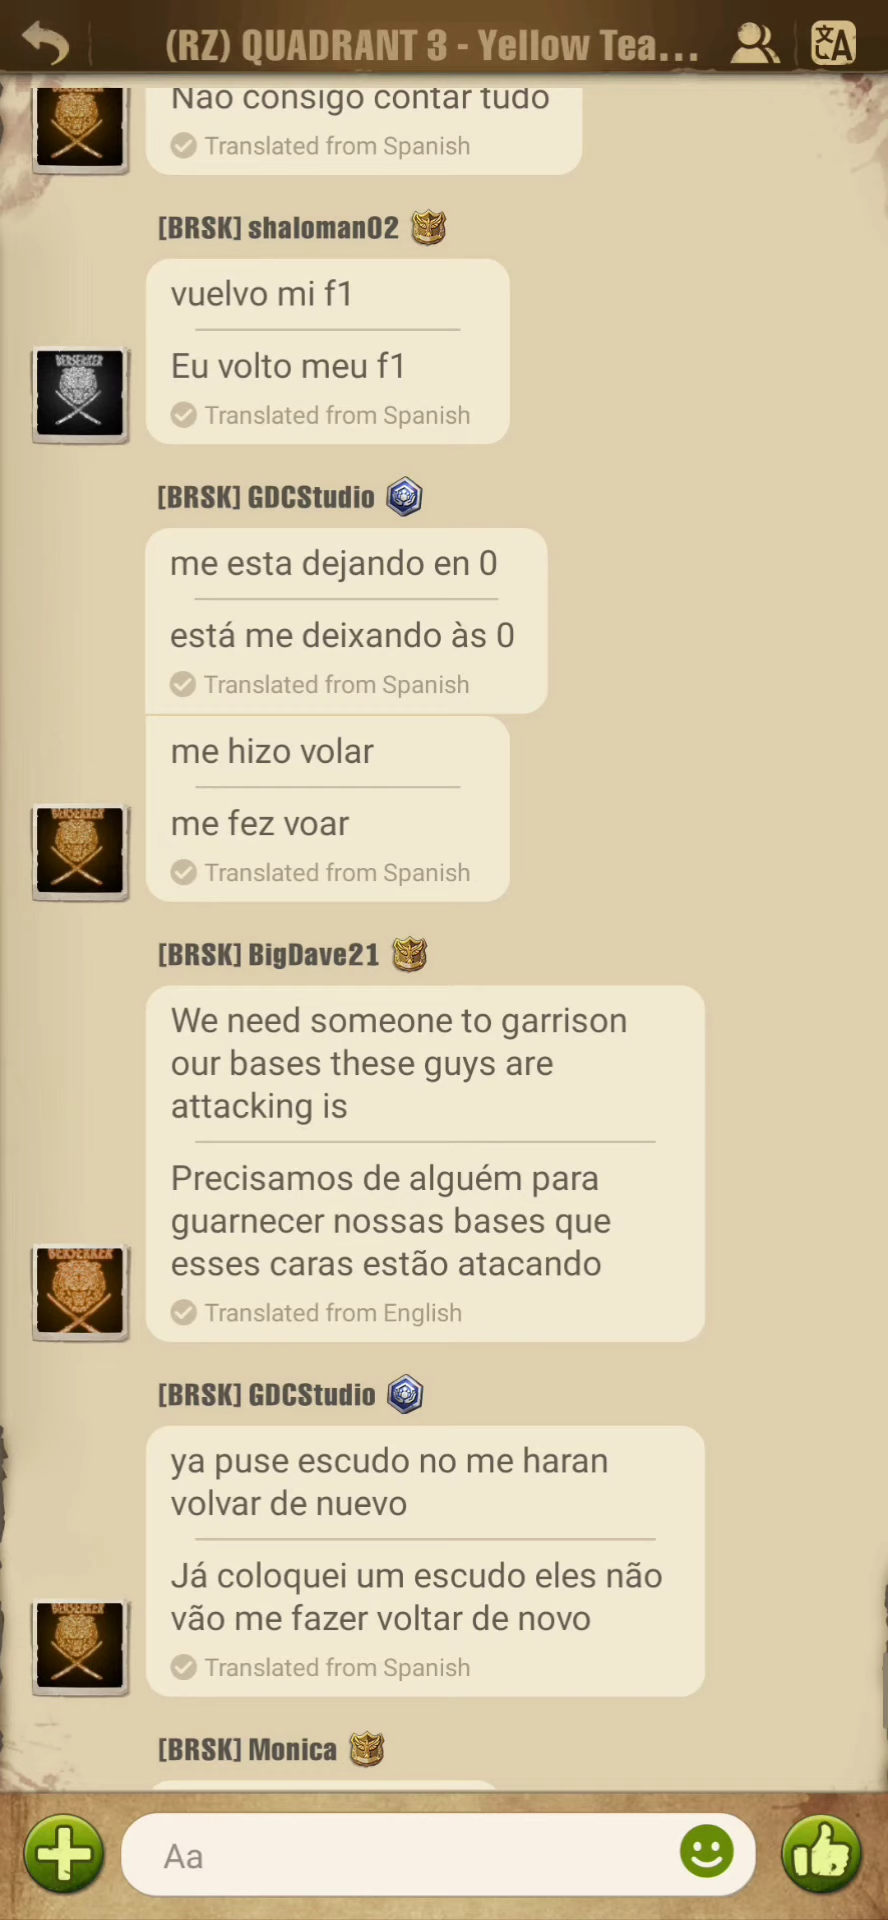 (RZ) QUADRANT 3 - Yellow Tea...
Não consigo contar tudo
Translated from Spanish
[BRSK] shaloman02
vuelvo mi f1
Eu volto meu f1
Translated from Spanish
[BRSK] GDCStudio
me esta dejando en 0
está me deixando às 0
Translated from Spanish
me hizo volar
me fez voar
Translated from Spanish
[BRSK] BigDave21
We need someone to garrison
our bases these guys are
attacking is
Precisamos de alguém para
guarnecer nossas bases que
esses caras estão atacando
Translated from English
[BRSK] GDCStudio
ya puse escudo no me haran
volvar de nuevo
Já coloquei um escudo eles não
vão me fazer voltar de novo
Translated from Spanish
[BRSK] Monica
Aa